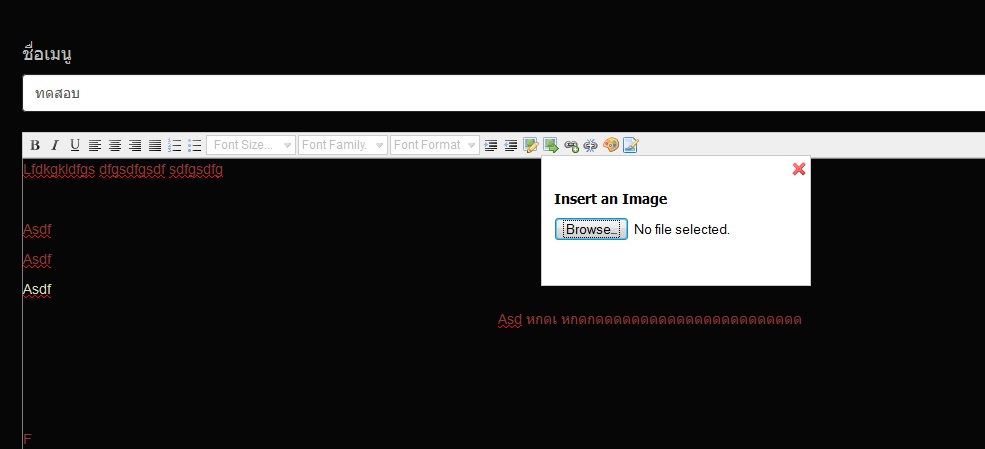 ชื่อเมนู
ทดสอบ
B I U Font Size... Font Family. Font Format
Lfdkgkldfgs dfgsdfgsdf sdfgsdfg
Insert an Image
Browse... No file selected.
Asdf
Asdf
Asdf
Asd หกดเ หกดกดดดดดดดดดดดดดดดดดดดดดดด
F